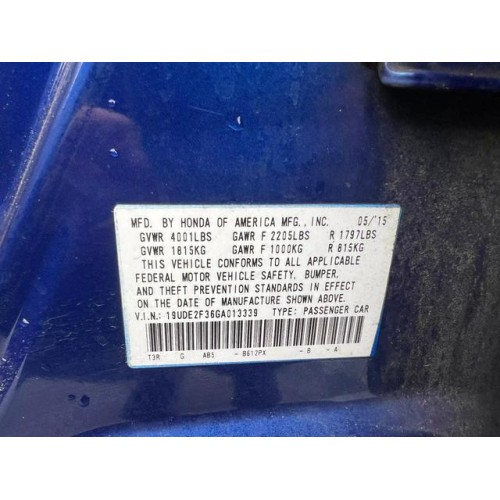 MFD. BY HONDA OF AMERICA MFG., INC. 05/'15
GVWR 4001LBS GAWR F 2205LBS R 1797LBS
GVWR 1815KG GAWR F 1000KG R 815KG
THIS VEHICLE CONFORMS TO ALL APPLICABLE
FEDERAL MOTOR VEHICLE SAFETY, BUMPER,
AND THEFT PREVENTION STANDARDS IN EFFECT
ON THE DATE OF MANUFACTURE SHOWN ABOVE.
V.I.N.: 19UDE2F36GA013339 TYPE: PASSENGER CAR
T3R G AB5 - B612PX - B - A